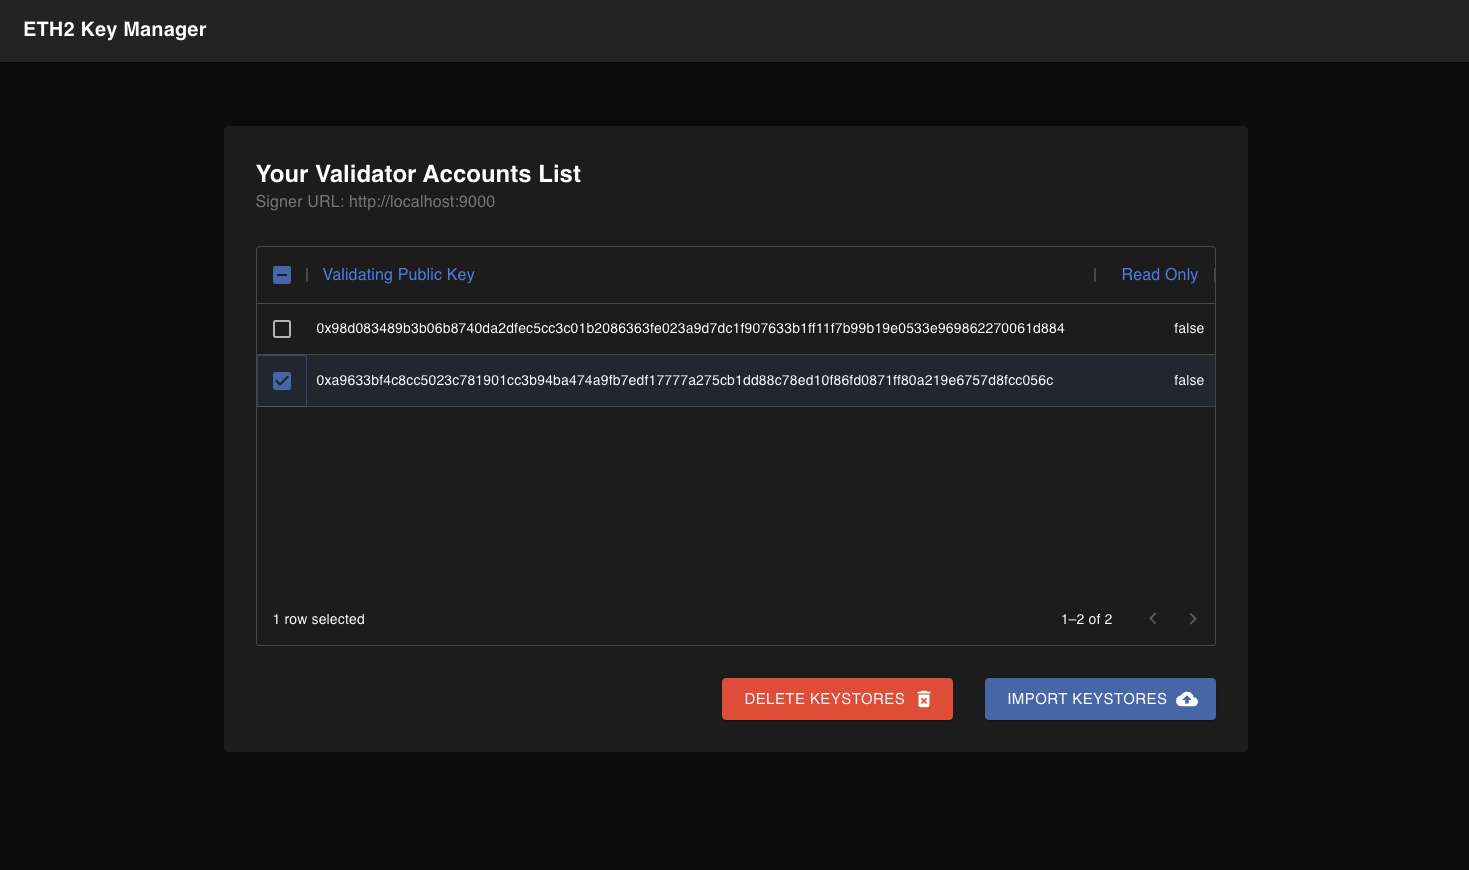 ETH2 Key Manager
Your Validator Accounts List
Signer URL: http://localhost:9000
Validating Public Key Read Only
0x98d083489b3b06b8740da2dfec5cc3c01b2086363fe023a9d7dc1f907633b1ff11f7b99b19e0533e969862270061d884 false
0xa9633bf4c8cc5023c781901cc3b94ba474a9fb7edf17777a275cb1dd88c78ed10f86fd0871ff80a219e6757d8fcc056c false
1 row selected 1–2 of 2
DELETE KEYSTORES IMPORT KEYSTORES